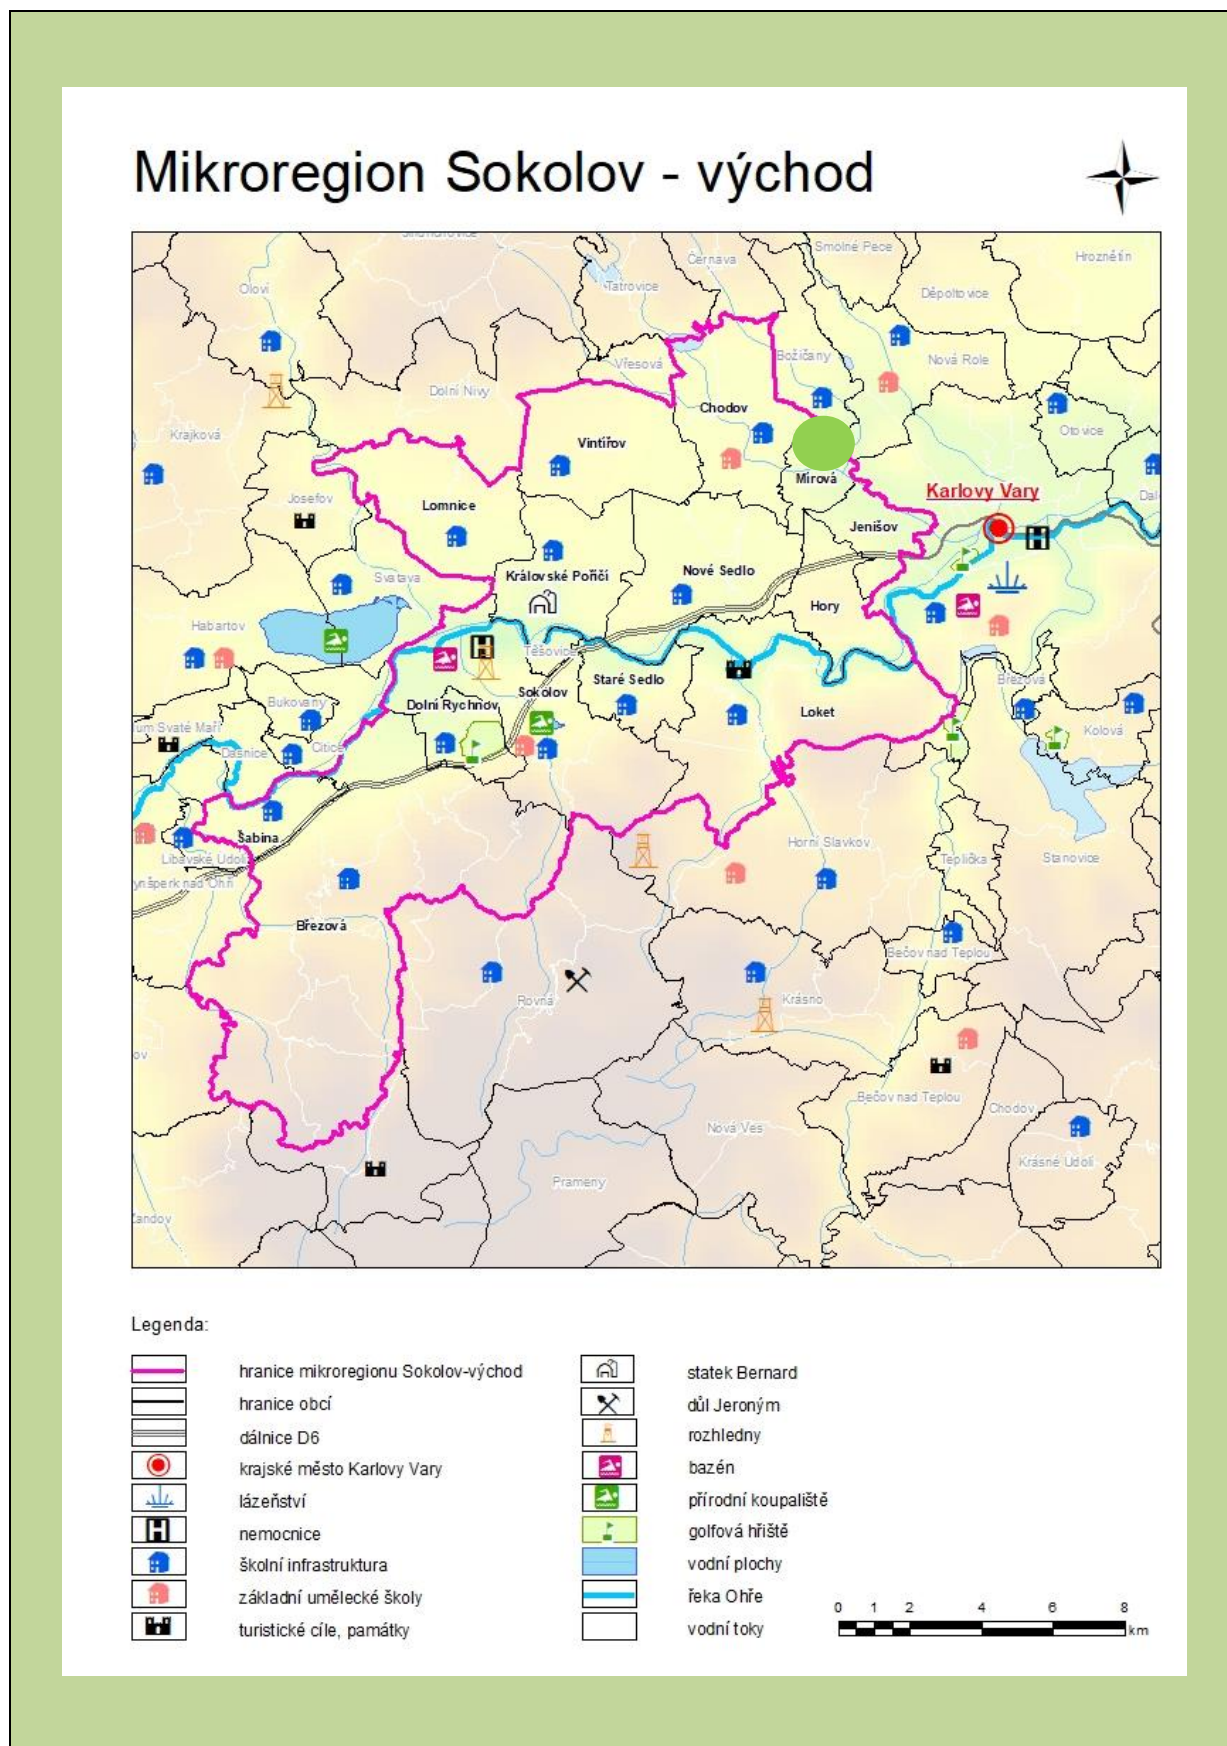 Mikroregion Sokolov - východ
Smolné Pece
Černava
Hroznětín
Oloví
Tatrovice
Děpoltovice
Božičany
Nová Role
Vřesová
Dolní Nivy
Chodov
Krajková
Otovice
Vintířov
Mírová
Karlovy Vary
Josefov
Lomnice
Jenišov
Královské Poříčí
Nové Sedlo
Svatava
Hory
Habartov
Těšovice
Staré Sedlo
Březová
Sokolov
Dolní Rychnov
Bukovany
Loket
Kolová
Dasnice
Citice
Šabina
Horní Slavkov
Libavské Údolí
Teplička
Stanovice
Březová
Bečov nad Teplou
Rovná
Krásno
Bečov nad Teplou
Chodov
Nová Ves
Krásné Údolí
Prameny
Legenda:
hranice mikroregionu Sokolov-východ
hranice obcí
dálnice D6
krajské město Karlovy Vary
lázeňství
nemocnice
školní infrastruktura
základní umělecké školy
turistické cíle, památky
statek Bernard
důl Jeroným
rozhledny
bazén
přírodní koupaliště
golfová hřiště
vodní plochy
řeka Ohře
vodní toky
0 1 2 4 6 8
km